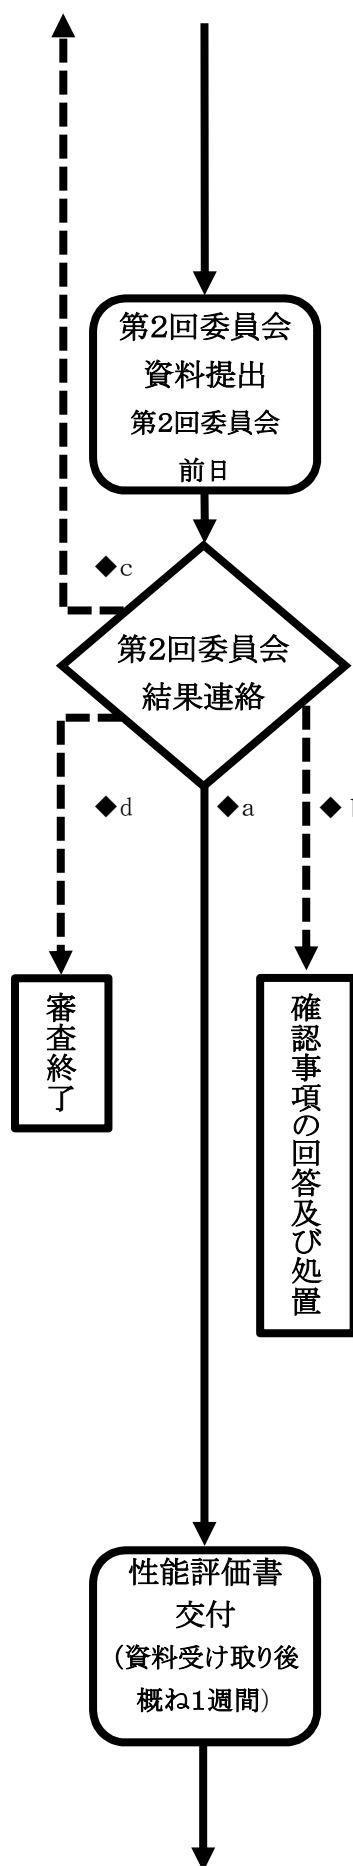 第2回委員会
資料提出
第2回委員会
前日
◆c
第2回委員会
結果連絡
◆d
◆a
◆
審査終了
確認事項の回答及び処置
性能評価書
交付
(資料受け取り後
概ね1週間)